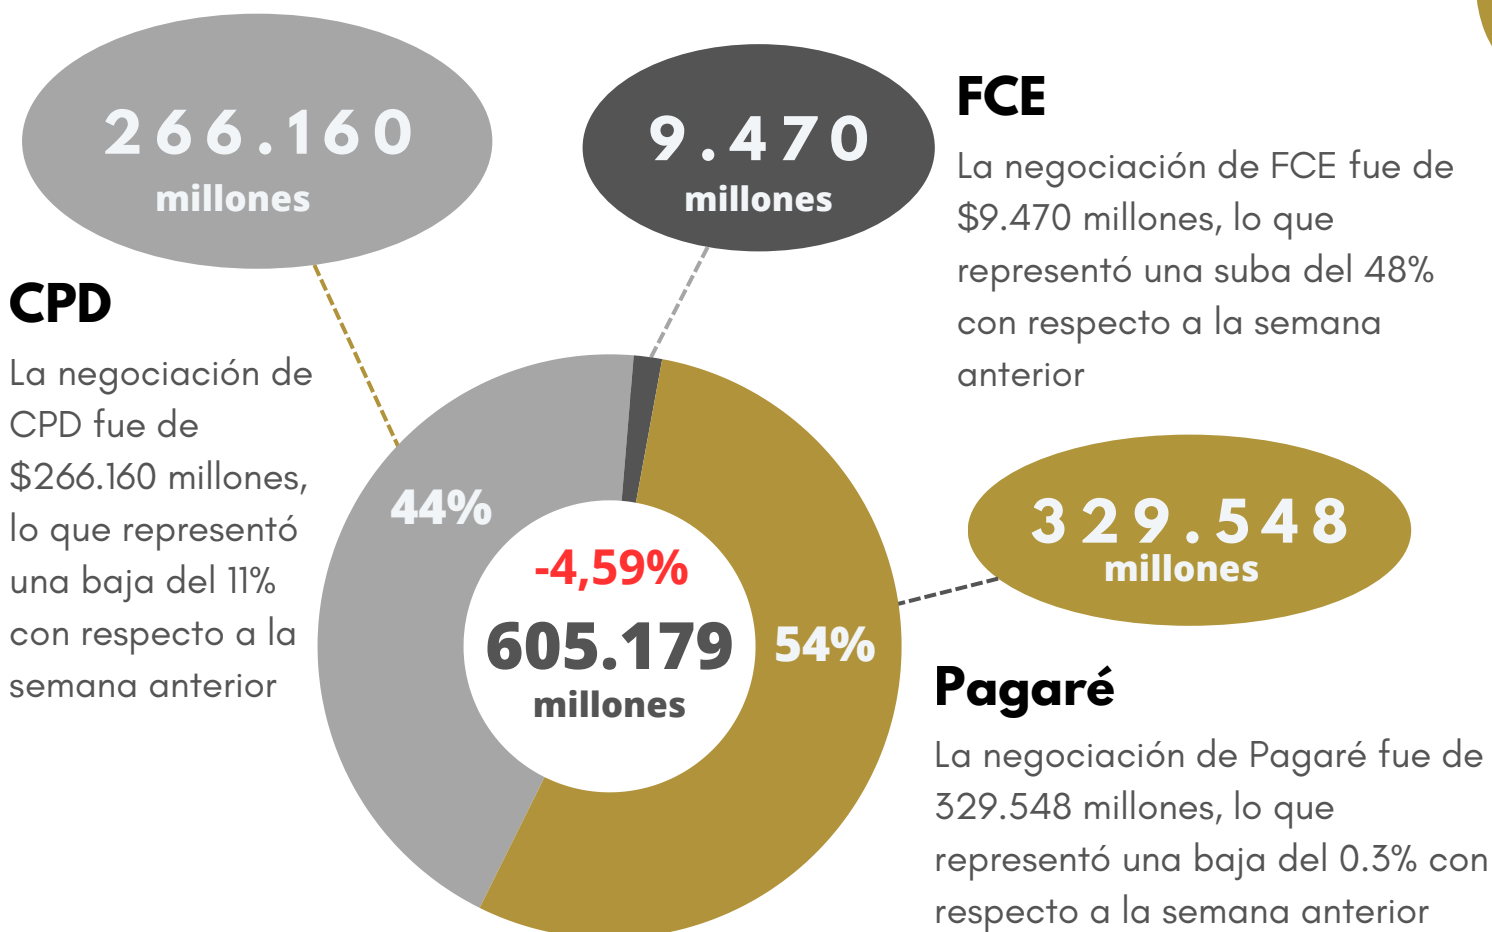 266.160
millones
CPD
La negociación de
CPD fue de
$266.160 millones,
lo que representó
una baja del 11%
con respecto a la
semana anterior
9.470
millones
FCE
La negociación de FCE fue de
$9.470 millones, lo que
representó una suba del 48%
con respecto a la semana
anterior
44%
-4,59%
605.179
millones
54%
329.548
millones
Pagaré
La negociación de Pagaré fue de
329.548 millones, lo que
representó una baja del 0.3% con
respecto a la semana anterior